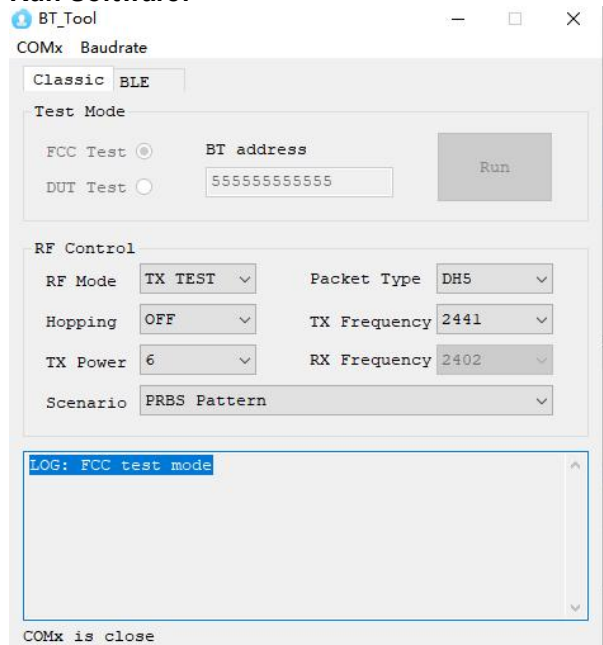 Run Software:
BT_Tool
COMx Baudrate
Classic BLE
Test Mode
FCC Test BT address
Run
DUT Test 555555555555
RF Control
RF Mode TX TEST Packet Type DH5
Hopping OFF TX Frequency 2441
TX Power 6 RX Frequency 2402
Scenario PRBS Pattern
LOG: FCC test mode
COMx is close